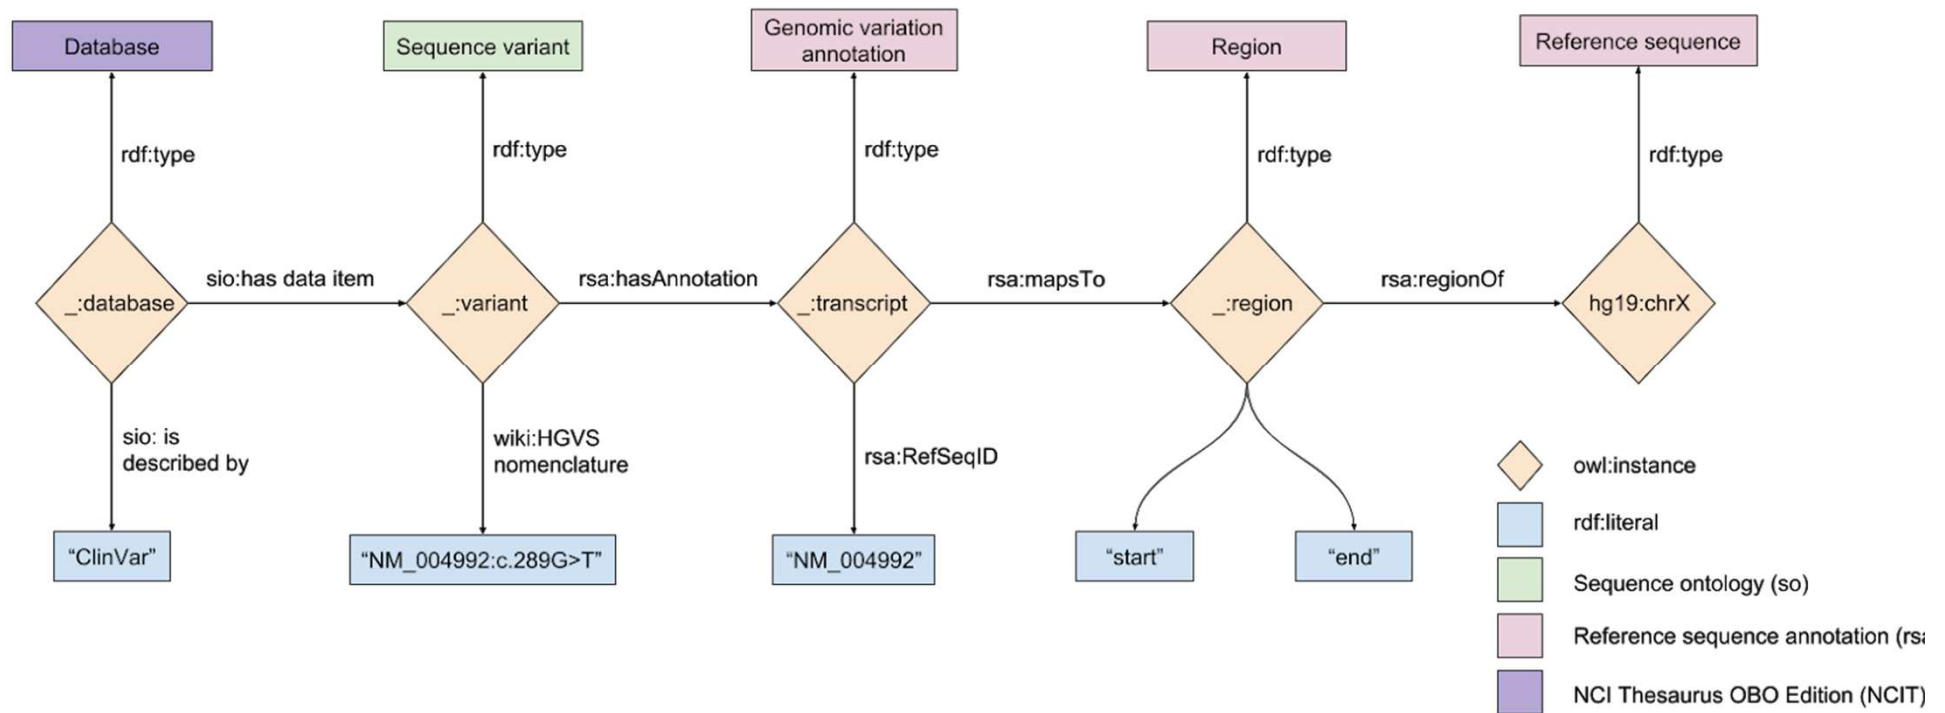 Database
Sequence variant
Genomic variation
annotation
Region
Reference sequence
rdf:type
rdf:type
rdf:type
rdf:type
rdf:type
_:database
sio:has data item
_:variant
rsa:hasAnnotation
_:transcript
rsa:mapsTo
_:region
rsa:regionOf
hg19:chrX
sio: is
described by
wiki:HGVS
nomenclature
rsa:RefSeqID
“ClinVar”
“NM_004992:c.289G>T”
“NM_004992”
“start”
“end”
owl:instance
rdf:literal
Sequence ontology (so)
Reference sequence annotation (rsa
NCI Thesaurus OBO Edition (NCIT)